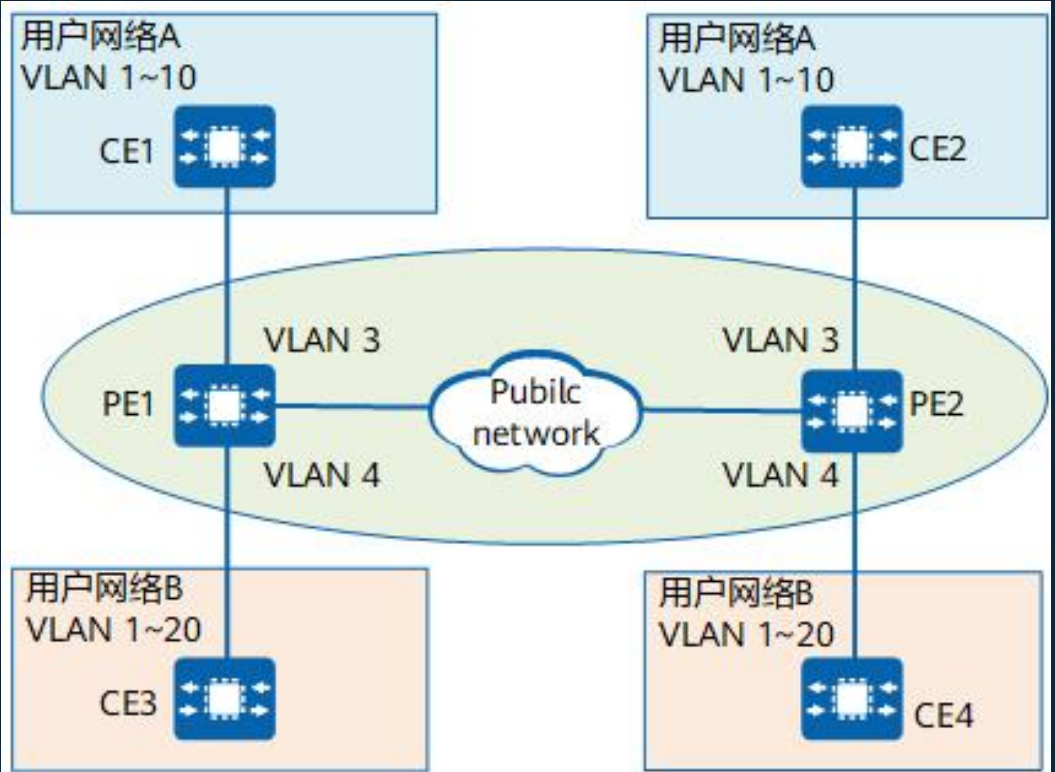 用户网络A
VLAN 1~10
CE1
用户网络A
VLAN 1~10
CE2
VLAN 3
VLAN 3
PE1
Pubilc
network
PE2
VLAN 4
VLAN 4
用户网络B
VLAN 1~20
CE3
用户网络B
VLAN 1~20
CE4